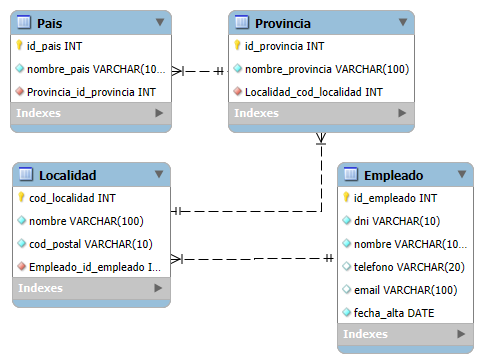 Pais
id_pais INT
nombre_pais VARCHAR(10...
Provincia_id_provincia INT
Indexes
Provincia
id_provincia INT
nombre_provincia VARCHAR(100)
Localidad_cod_localidad INT
Indexes
Localidad
cod_localidad INT
nombre VARCHAR(100)
cod_postal VARCHAR(10)
Empleado_id_empleado I...
Indexes
Empleado
id_empleado INT
dni VARCHAR(10)
nombre VARCHAR(10...
telefono VARCHAR(20)
email VARCHAR(100)
fecha_alta DATE
Indexes